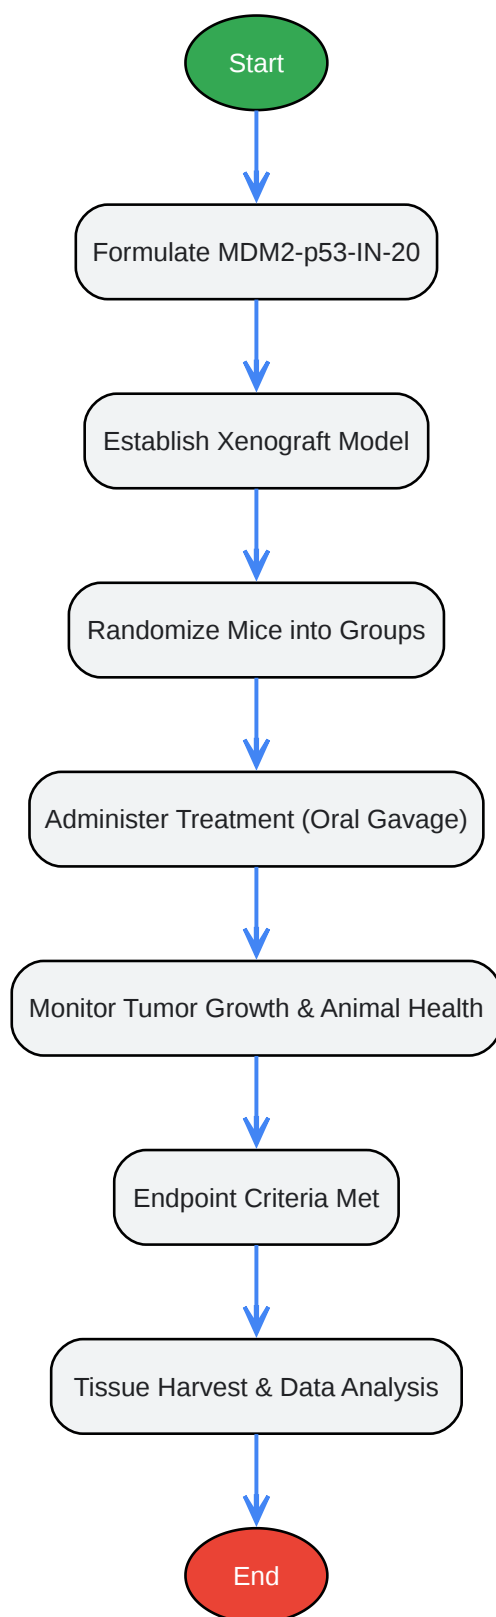 Start
Formulate MDM2-p53-IN-20
Establish Xenograft Model
Randomize Mice into Groups
Administer Treatment (Oral Gavage)
Monitor Tumor Growth & Animal Health
Endpoint Criteria Met
Tissue Harvest & Data Analysis
End